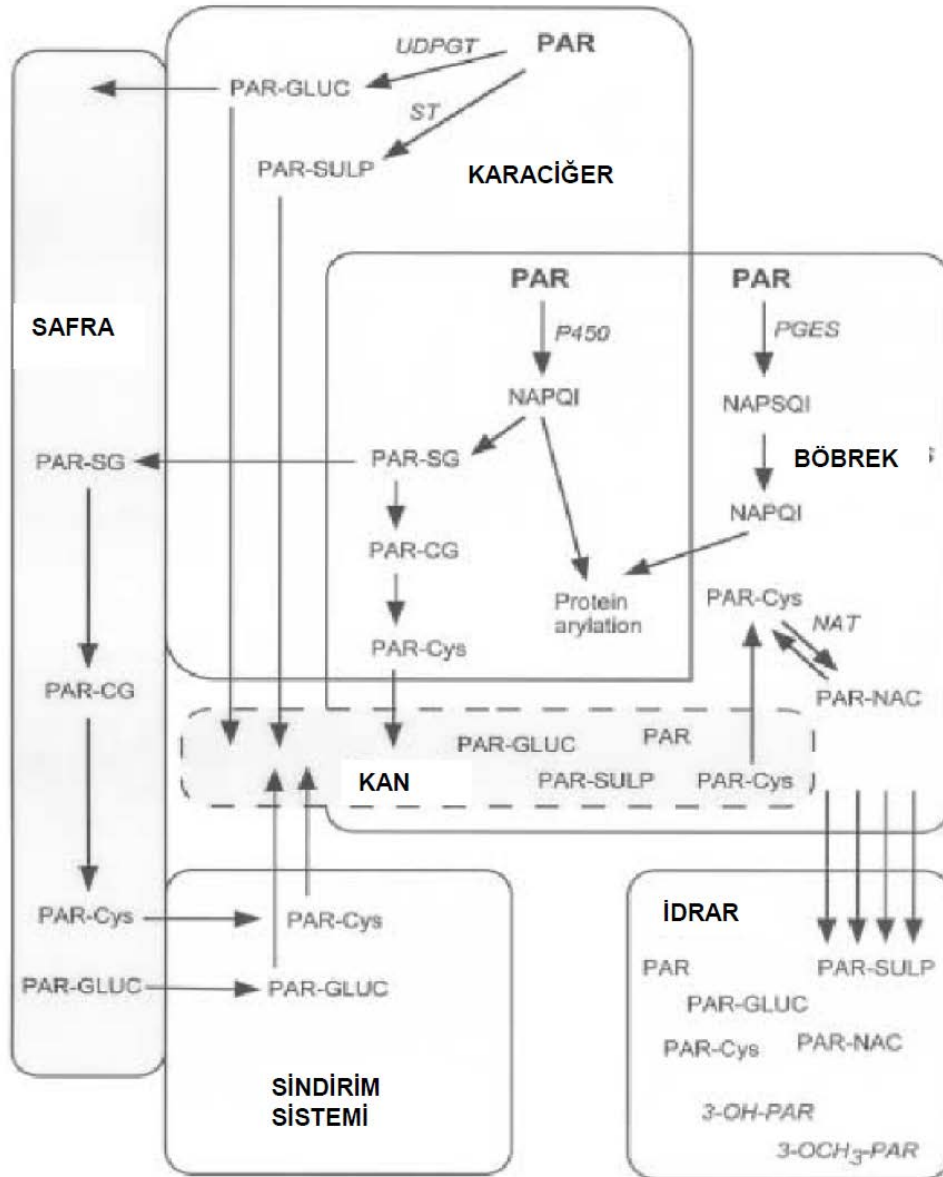 UDPGT
PAR
PAR-GLUC
ST
PAR-SULP
KARACİĞER
PAR
PAR
SAFRA
P450
PGES
NAPQI
NAPSQI
PAR-SG
PAR-SG
BÖBREK
NAPQI
PAR-CG
Protein
arylation
PAR-Cys
NAT
PAR-Cys
PAR-CG
PAR-NAC
PAR-GLUC
PAR
KAN
PAR-SULP
PAR-Cys
PAR-Cys
PAR-Cys
İDRAR
PAR-GLUC
PAR-GLUC
PAR
PAR-SULP
PAR-GLUC
PAR-Cys
PAR-NAC
SİNDİRİM
SİSTEMİ
3-OH-PAR
3-OCH3-PAR